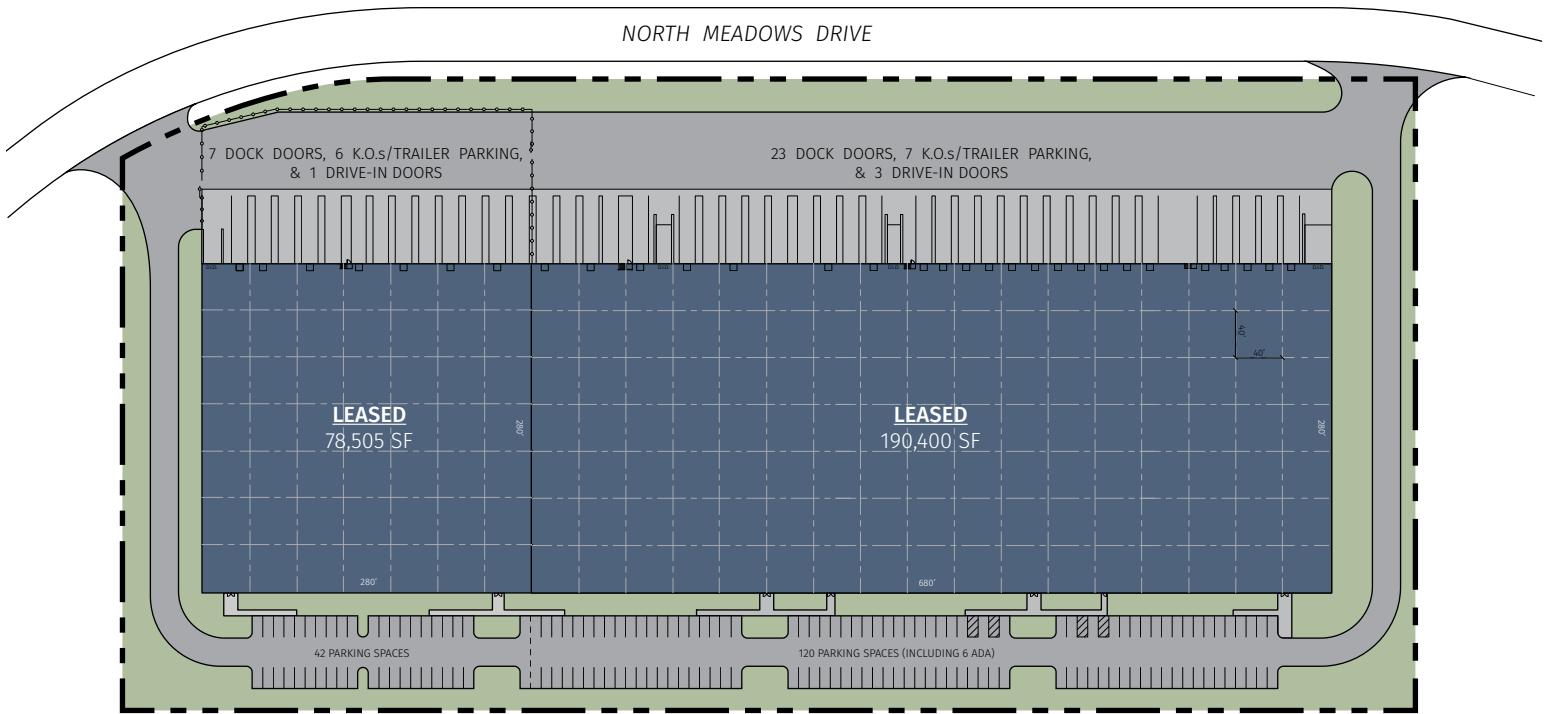 NORTH MEADOWS DRIVE
7 DOCK DOORS, 6 K.O.s/TRAILER PARKING,
& 1 DRIVE-IN DOORS
23 DOCK DOORS, 7 K.O.s/TRAILER PARKING,
& 3 DRIVE-IN DOORS
D.I.D.
D.I.D.
D.I.D.
D.I.D.
40'
40'
LEASED
78,505 SF
280'
LEASED
190,400 SF
280'
280'
680'
42 PARKING SPACES
120 PARKING SPACES (INCLUDING 6 ADA)